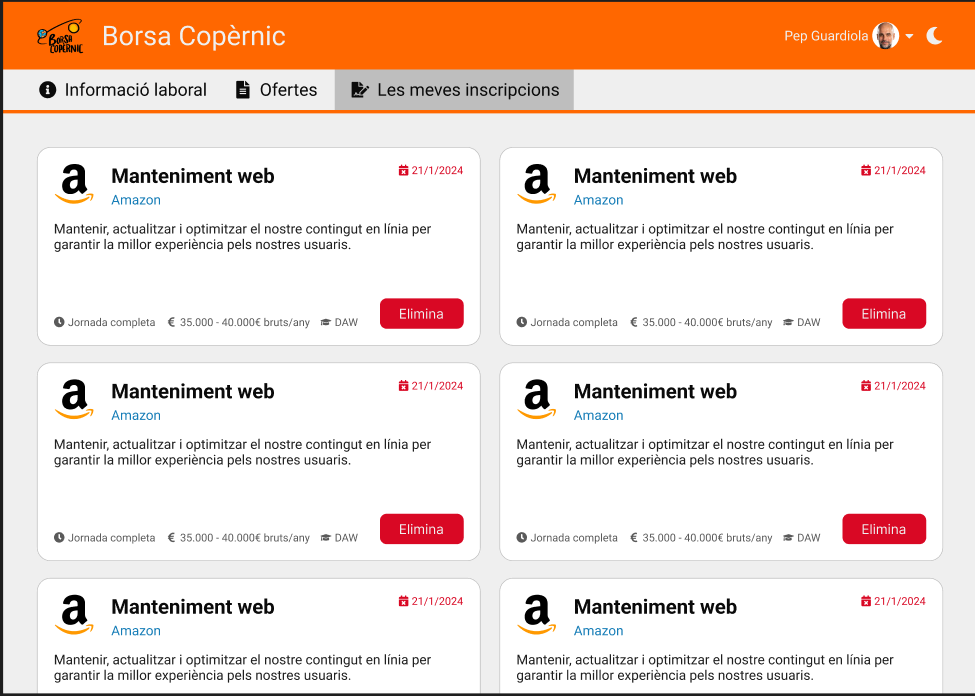 BORSA
COPÈRNIC
Borsa Copèrnic
Pep Guardiola
Informació laboral
Ofertes
Les meves inscripcions
Manteniment web
21/1/2024
Amazon
Mantenir, actualitzar i optimitzar el nostre contingut en línia per
garantir la millor experiència pels nostres usuaris.
Jornada completa
€ 35.000 - 40.000€ bruts/any
DAW
Elimina
Manteniment web
21/1/2024
Amazon
Mantenir, actualitzar i optimitzar el nostre contingut en línia per
garantir la millor experiència pels nostres usuaris.
Jornada completa
€ 35.000 - 40.000€ bruts/any
DAW
Elimina
Manteniment web
21/1/2024
Amazon
Mantenir, actualitzar i optimitzar el nostre contingut en línia per
garantir la millor experiència pels nostres usuaris.
Jornada completa
€ 35.000 - 40.000€ bruts/any
DAW
Elimina
Manteniment web
21/1/2024
Amazon
Mantenir, actualitzar i optimitzar el nostre contingut en línia per
garantir la millor experiència pels nostres usuaris.
Jornada completa
€ 35.000 - 40.000€ bruts/any
DAW
Elimina
Manteniment web
21/1/2024
Amazon
Mantenir, actualitzar i optimitzar el nostre contingut en línia per
garantir la millor experiència pels nostres usuaris.
Manteniment web
21/1/2024
Amazon
Mantenir, actualitzar i optimitzar el nostre contingut en línia per
garantir la millor experiència pels nostres usuaris.